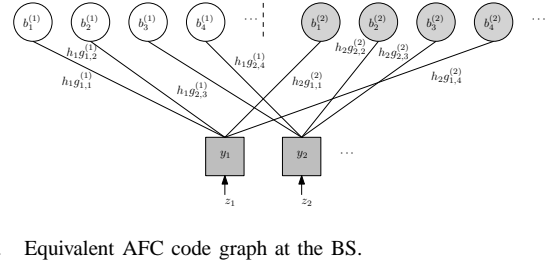 b_1^{(1)} b_2^{(1)} b_3^{(1)} b_4^{(1)} ... b_1^{(2)} b_2^{(2)} b_3^{(2)} b_4^{(2)} ...
h_1g_{1,2}^{(1)} h_1g_{2,4}^{(1)} h_2g_{2,2}^{(2)} h_2g_{2,3}^{(2)}
h_1g_{1,1}^{(1)} h_1g_{2,3}^{(1)} h_2g_{1,1}^{(2)} h_2g_{1,4}^{(2)}
y_1 y_2 ...
z_1 z_2
Equivalent AFC code graph at the BS.